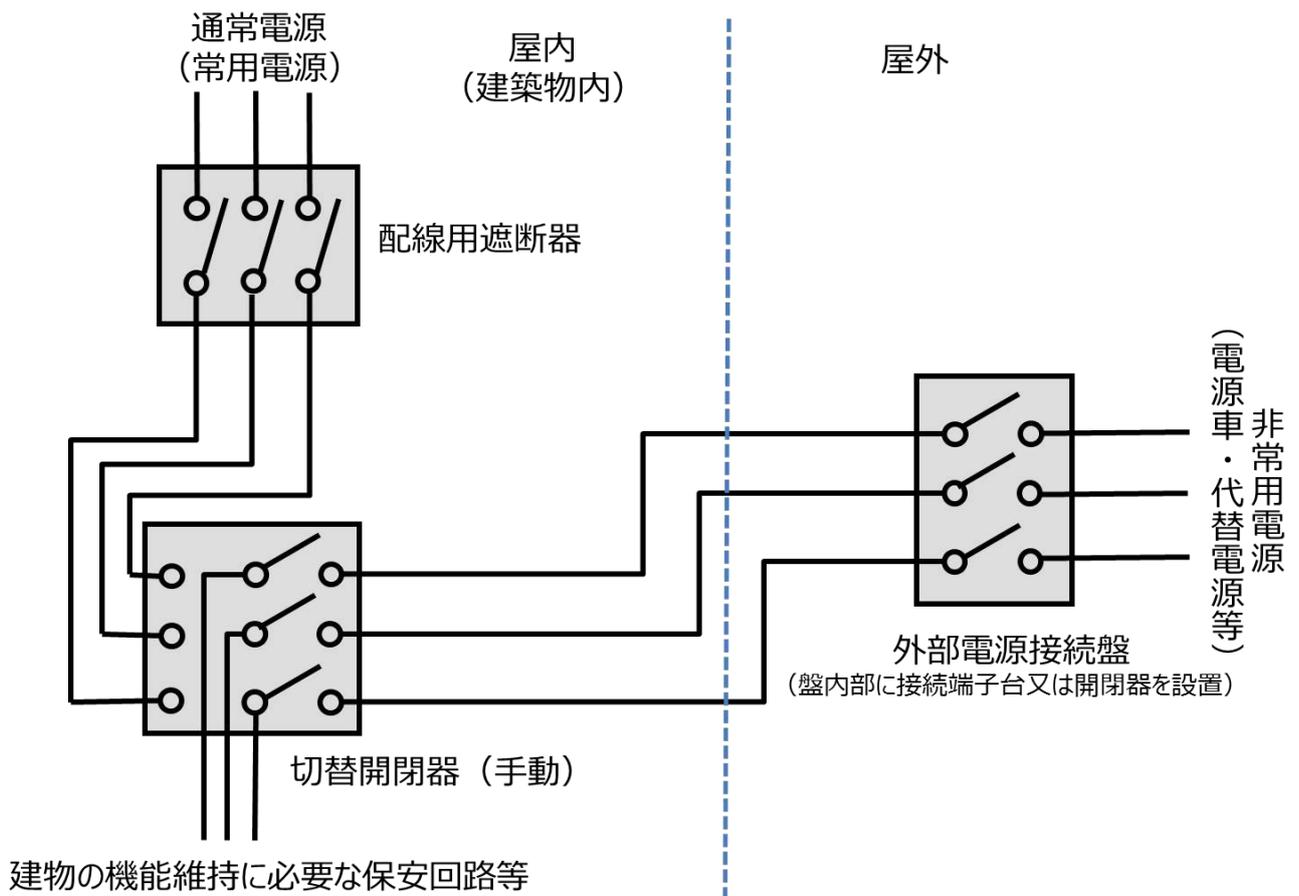 通常電源
（常用電源）
屋内
（建築物内）
屋外
配線用遮断器
非常用電源
（電源車・代替電源等）
外部電源接続盤
（盤内部に接続端子台又は開閉器を設置）
切替開閉器（手動）
建物の機能維持に必要な保安回路等